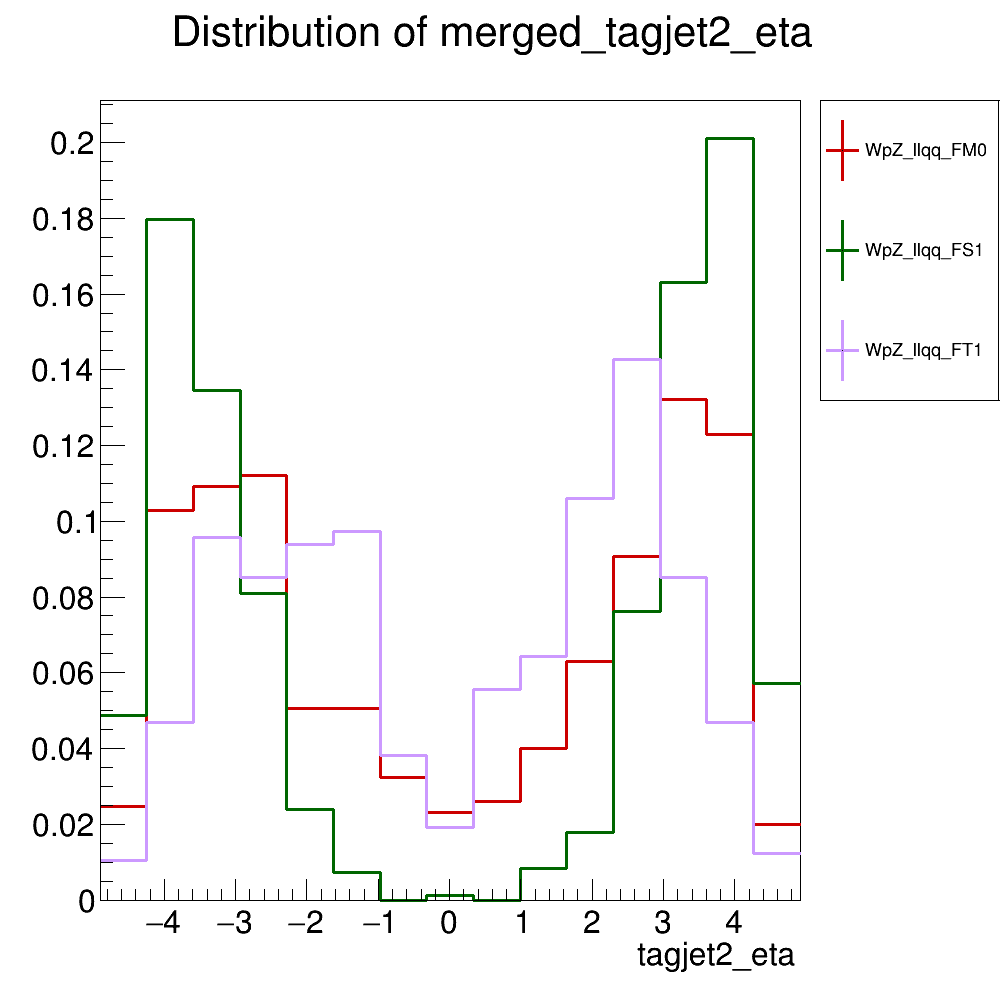 Distribution of merged_tagjet2_eta
WpZ_llqq_FM0
WpZ_llqq_FS1
WpZ_llqq_FT1
0.2
0.18
0.16
0.14
0.12
0.1
0.08
0.06
0.04
0.02
0
−4 −3 −2 −1 0 1 2 3 4
tagjet2_eta